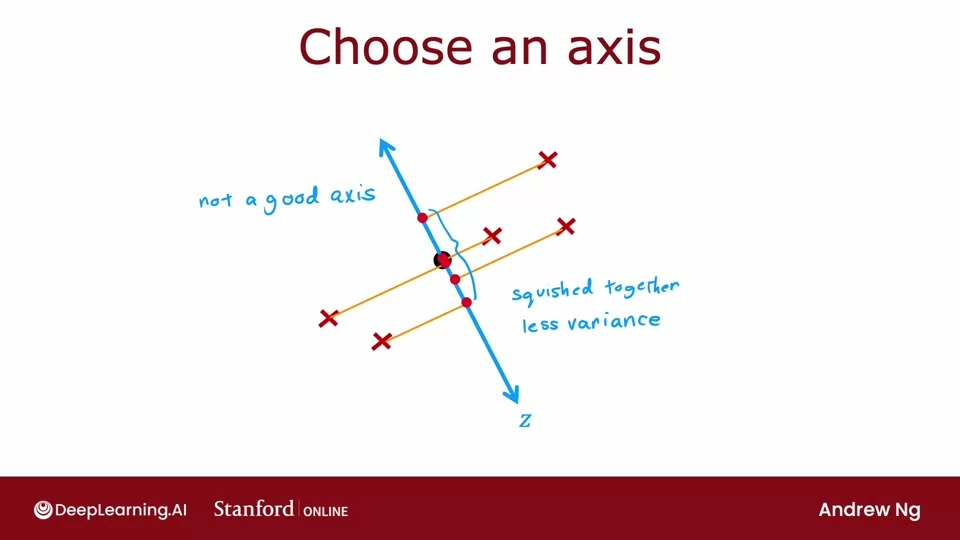 Choose an axis
not a good axis
squished together
less variance
z
DeepLearning.AI
Stanford ONLINE
Andrew Ng